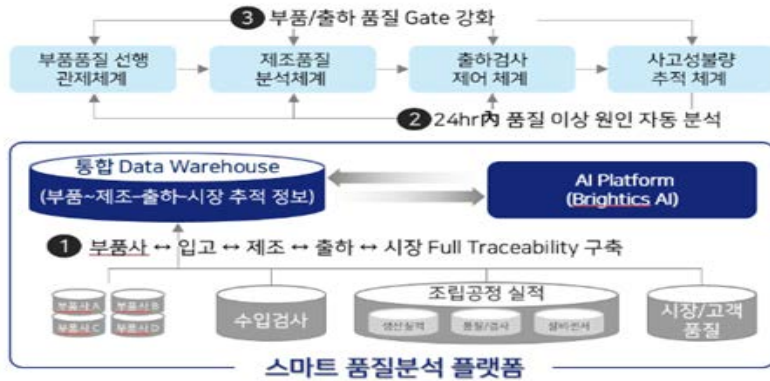 3 부품/출하 품질 Gate 강화
부품품질 선행
관제체계
제조품질
분석체계
출하검사
제어 체계
사고성불량
추적 체계
2 24hr內 품질 이상 원인 자동 분석
통합 Data Warehouse
(부품~제조-출하-시장 추적 정보)
AI Platform
(Brightics AI)
1 부품사 ↔ 입고 ↔ 제조 ↔ 출하 ↔ 시장 Full Traceability 구축
부품사 A
부품사 B
부품사 C
부품사 D
수입검사
조립공정 실적
생산실적
품질/검사
설비센서
시장/고객
품질
스마트 품질분석 플랫폼